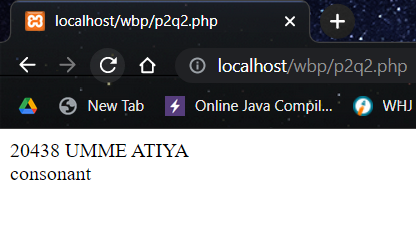 localhost/wbp/p2q2.php
localhost/wbp/p2q2.php
New Tab
Online Java Compil...
WHJ
20438 UMME ATIYA
consonant